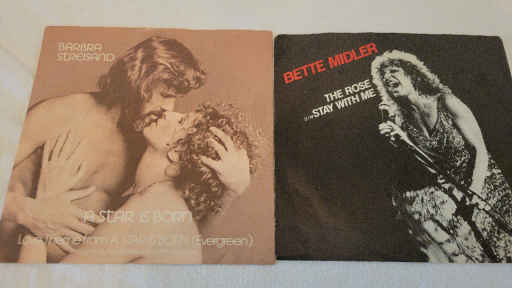 BARBRA
STREISAND
A STAR IS BORN
Love Theme from A STAR IS BORN (Evergreen)
BETTE MIDLER
THE ROSE
b/w STAY WITH ME